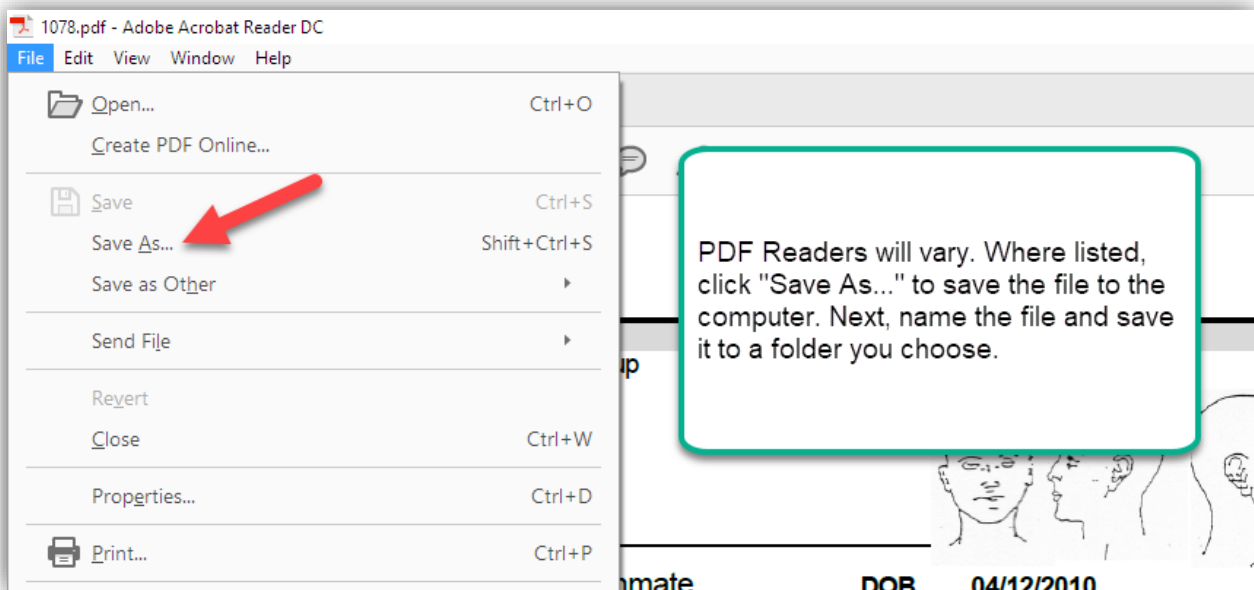 1078.pdf - Adobe Acrobat Reader DC
File Edit View Window Help
Open... Ctrl+O
Create PDF Online...
Save Ctrl+S
Save As... Shift+Ctrl+S
Save as Other
Send File
Revert
Close Ctrl+W
Properties... Ctrl+D
Print... Ctrl+P
PDF Readers will vary. Where listed,
click "Save As..." to save the file to the
computer. Next, name the file and save
it to a folder you choose.
up
DOB 04/12/2010